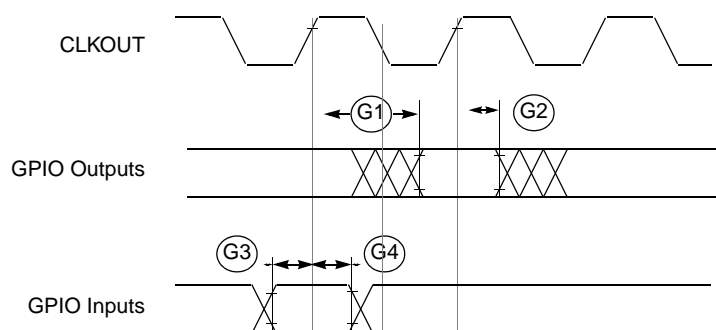 CLKOUT
G1
G2
GPIO Outputs
G3
G4
GPIO Inputs